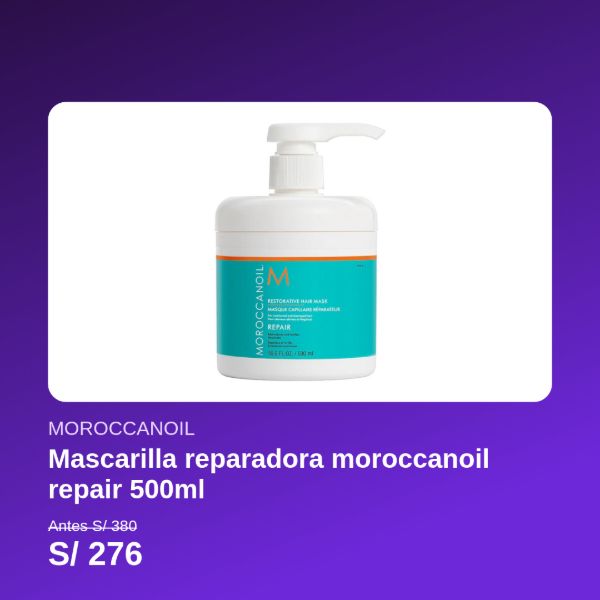 MOROCCANOIL
M
RESTORATIVE HAIR MASK
MASQUE CAPILLAIRE RÉPARATEUR
REPAIR
MOROCCANOIL
Mascarilla reparadora moroccanoil
repair 500ml
Antes S/ 380
S/ 276